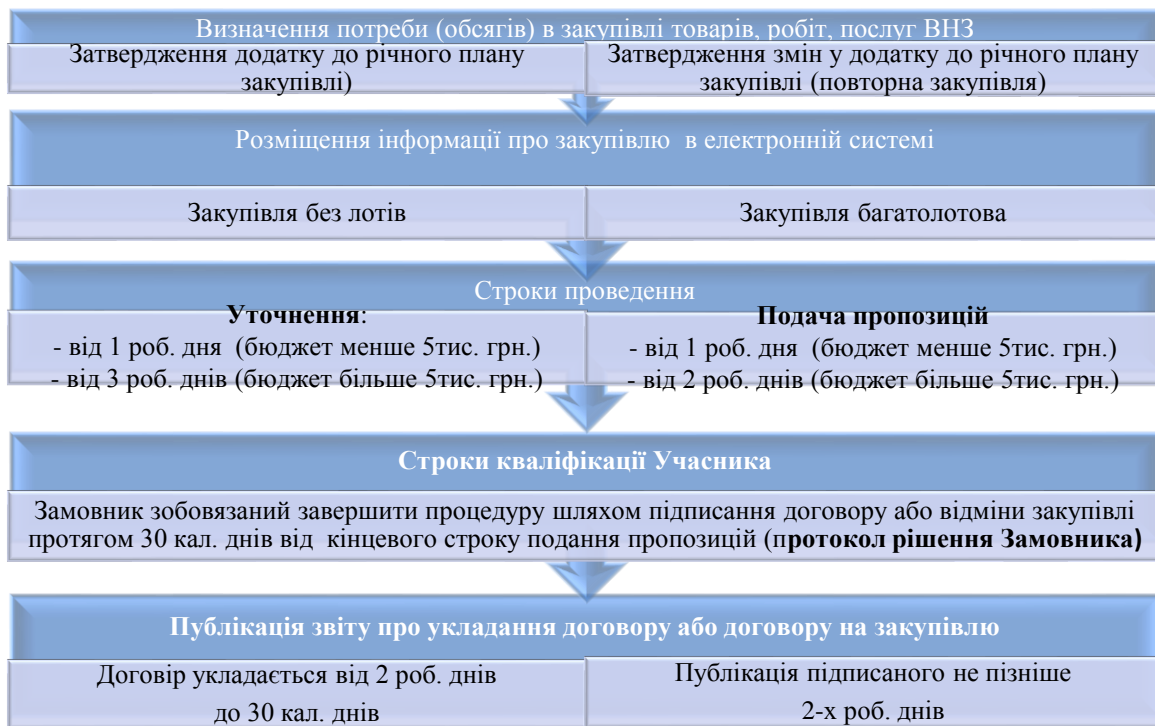 Визначення потреби (обсягів) в закупівлі товарів, робіт, послуг ВНЗ
Затвердження додатку до річного плану
закупівлі)
Затвердження змін у додатку до річного плану
закупівлі (повторна закупівля)
Розміщення інформації про закупівлю в електронній системі
Закупівля без лотів
Закупівля багатолотова
Строки проведення
Уточнення:
- від 1 роб. дня (бюджет менше 5тис. грн.)
- від 3 роб. днів (бюджет більше 5тис. грн.)
Подача пропозицій
- від 1 роб. дня (бюджет менше 5тис. грн.)
- від 2 роб. днів (бюджет більше 5тис. грн.)
Строки кваліфікації Учасника
Замовник зобовязаний завершити процедуру шляхом підписання договору або відміни закупівлі
протягом 30 кал. днів від кінцевого строку подання пропозицій (протокол рішення Замовника)
Публікація звіту про укладання договору або договору на закупівлю
Договір укладається від 2 роб. днів
до 30 кал. днів
Публікація підписаного не пізніше
2-х роб. днів